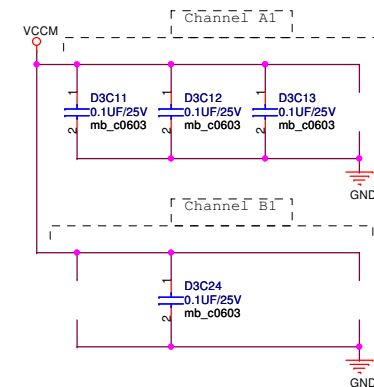 Channel A1
VCCM
1 D3C11 1 D3C12 1 D3C13
0.1UF/25V 0.1UF/25V 0.1UF/25V
2 mb_c0603 2 mb_c0603 2 mb_c0603
GND
Channel B1
1 D3C24
0.1UF/25V
2 mb_c0603
GND